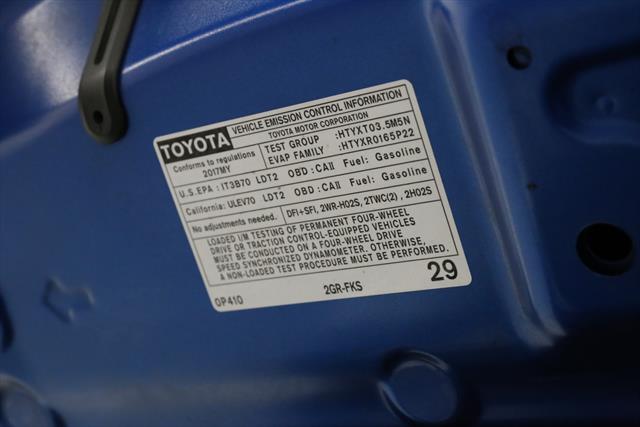 TOYOTA VEHICLE EMISSION CONTROL INFORMATION
TOYOTA MOTOR CORPORATION
Conforms to regulations
2017MY
TEST GROUP :HTYXT03.5M5N
EVAP FAMILY :HTYXR0165P22
U.S.EPA : IT3B70 LDT2 OBD : CAII Fuel: Gasoline
California: ULEV70 LDT2 OBD : CAII Fuel: Gasoline
No adjustments needed. DFI+SFI, 2WR-HO2S, 2TWC(2), 2HO2S
LOADED I/M TESTING OF PERMANENT FOUR-WHEEL
DRIVE OR TRACTION CONTROL-EQUIPPED VEHICLES
MUST BE CONDUCTED ON A FOUR-WHEEL DRIVE
SPEED SYNCHRONIZED DYNAMOMETER. OTHERWISE,
A NON-LOADED TEST PROCEDURE MUST BE PERFORMED.
0P410 2GR-FKS 29